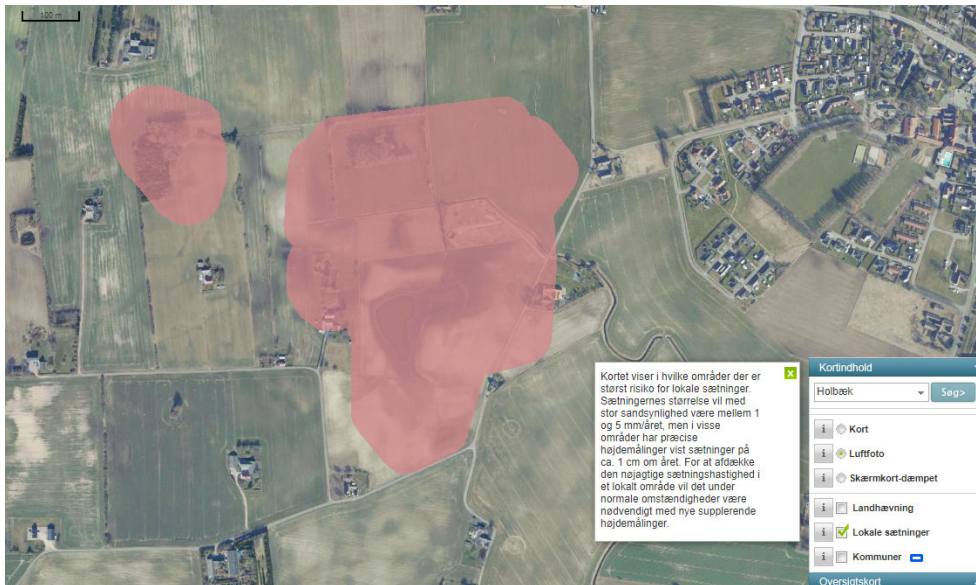 100 m
Kortet viser i hvilke områder der er
størst risiko for lokale sætninger.
Sætningernes størrelse vil med
stor sandsynlighed være mellem 1
og 5 mm/året, men i visse
områder har præcise
højdemålinger vist sætninger på
ca. 1 cm om året. For at afdække
den nøjagtige sætningshastighed i
et lokalt område vil det under
normale omstændigheder være
nødvendigt med nye supplerende
højdemålinger.
x
Kortindhold
Holbæk
Søg>
i Kort
i Luftfoto
i Skærmkort-dæmpet
i Landhævning
i Lokale sætninger
i Kommuner
Oversigtskort